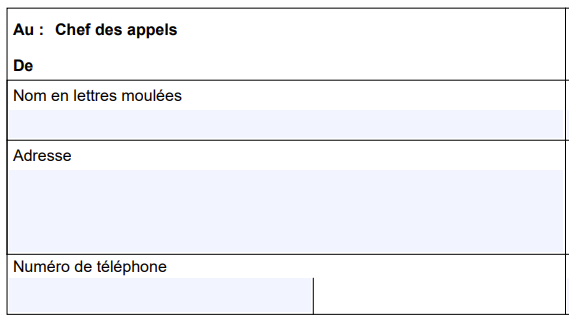 Au : Chef des appels
De
Nom en lettres moulées
Adresse
Numéro de téléphone